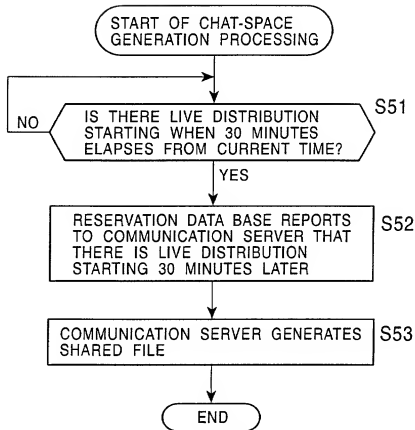 START OF CHAT-SPACE
GENERATION PROCESSING
IS THERE LIVE DISTRIBUTION
STARTING WHEN 30 MINUTES
ELAPSES FROM CURRENT TIME?
S51
NO
YES
RESERVATION DATA BASE REPORTS
TO COMMUNICATION SERVER THAT
THERE IS LIVE DISTRIBUTION
STARTING 30 MINUTES LATER
S52
COMMUNICATION SERVER GENERATES
SHARED FILE
S53
END